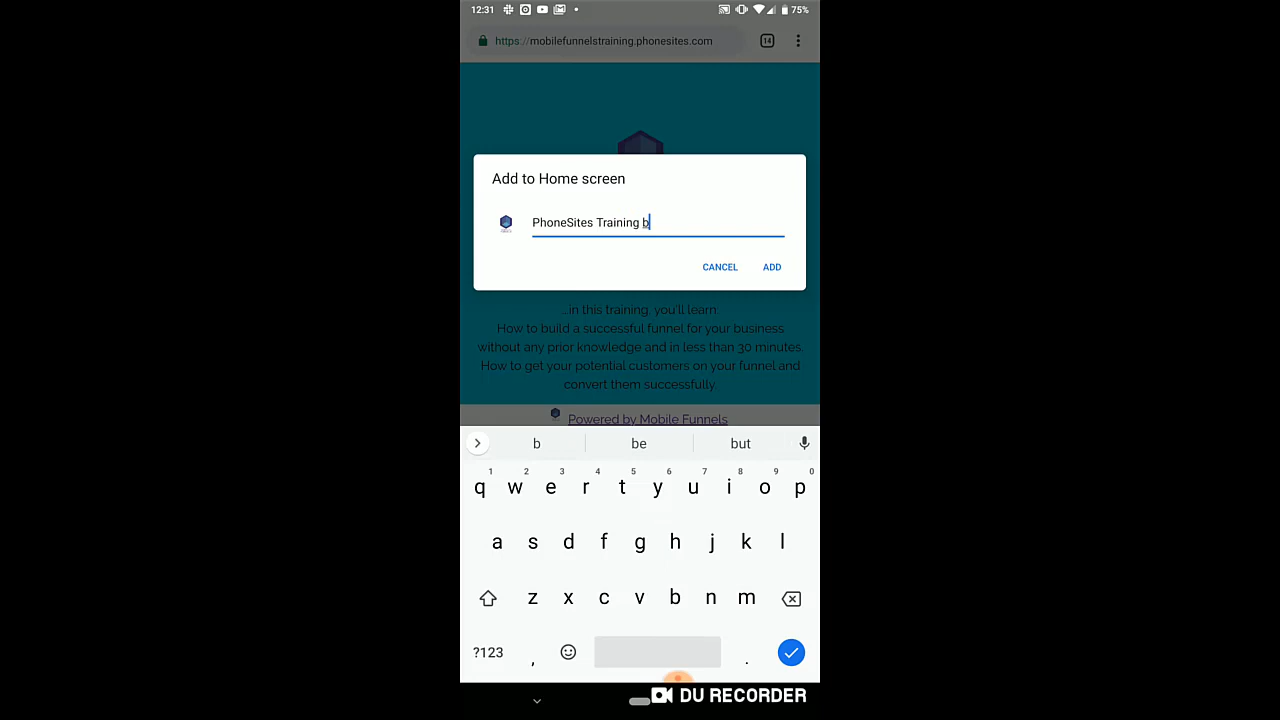 12:31
75%
https://mobilefunnelstraining.phonesites.com
14
Add to Home screen
PhoneSites Training b
CANCEL
ADD
...in this training, you'll learn:
How to build a successful funnel for your business
without any prior knowledge and in less than 30 minutes.
How to get your potential customers on your funnel and
convert them successfully.
Powered by Mobile Funnels
b be but
1 2 3 4 5 6 7 8 9 0
q w e r t y u i o p
a s d f g h j k l
z x c v b n m
?123 , .
DU RECORDER